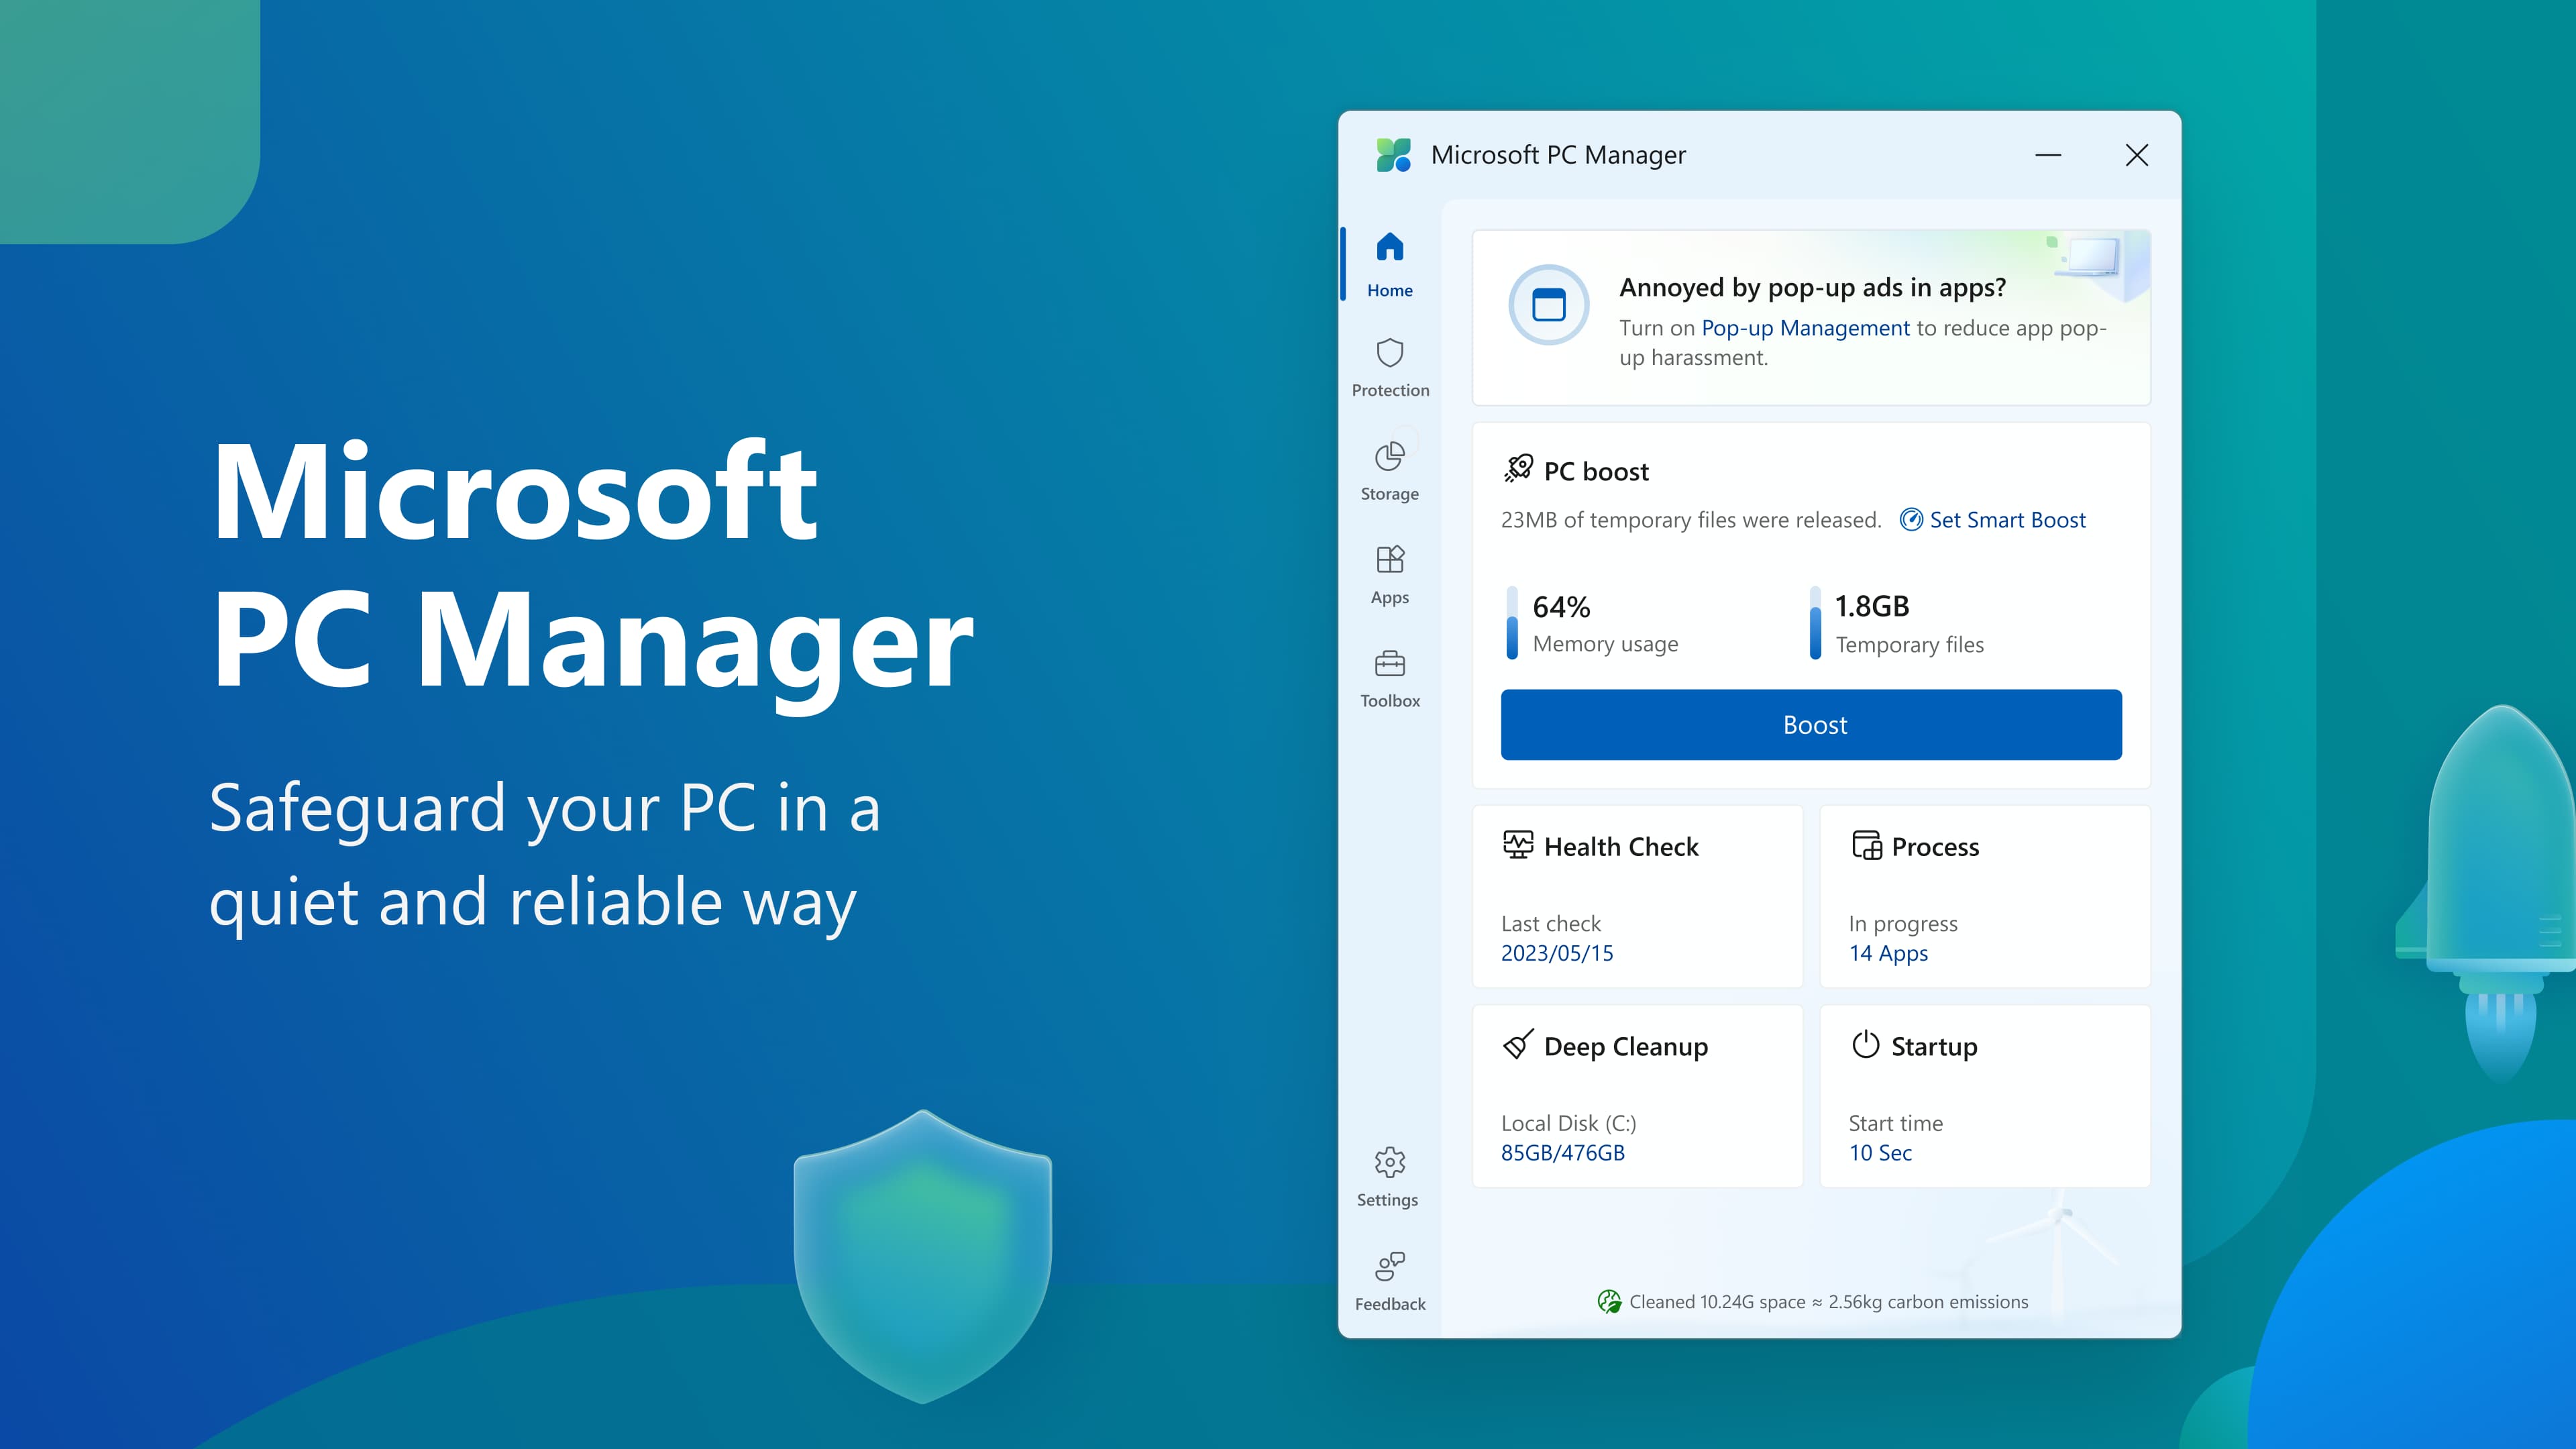 Microsoft
PC Manager
Safeguard your PC in a
quiet and reliable way
Microsoft PC Manager
Home
Protection
Storage
Apps
Toolbox
Settings
Feedback
Annoyed by pop-up ads in apps?
Turn on Pop-up Management to reduce app pop-
up harassment.
PC boost
23MB of temporary files were released. Set Smart Boost
64%
Memory usage
1.8GB
Temporary files
Boost
Health Check
Last check
2023/05/15
Process
In progress
14 Apps
Deep Cleanup
Local Disk (C:)
85GB/476GB
Startup
Start time
10 Sec
Cleaned 10.24G space ≈ 2.56kg carbon emissions